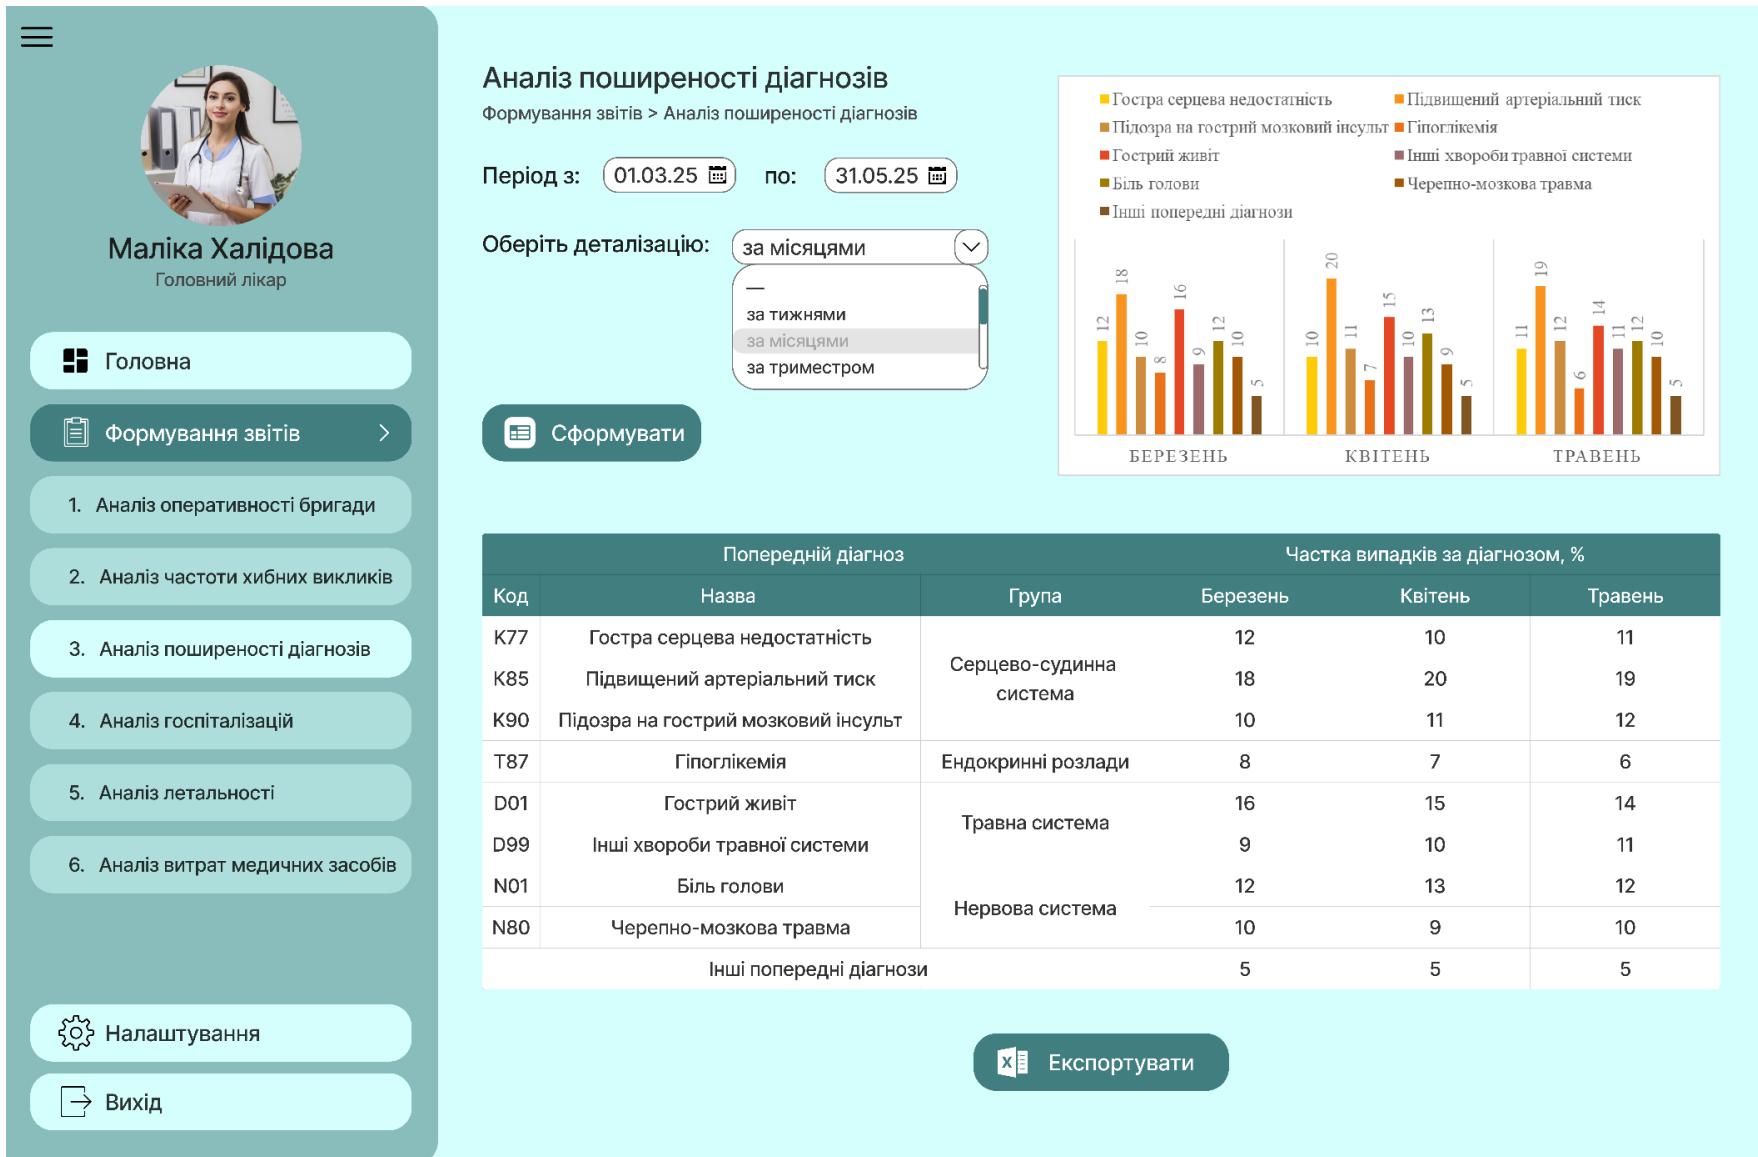 Маліка Халідова
Головний лікар
Головна
Формування звітів
1. Аналіз оперативності бригади
2. Аналіз частоти хибних викликів
3. Аналіз поширеності діагнозів
4. Аналіз госпіталізацій
5. Аналіз летальності
6. Аналіз витрат медичних засобів
Налаштування
Вихід
Аналіз поширеності діагнозів
Формування звітів > Аналіз поширеності діагнозів
Період з: 01.03.25 по: 31.05.25
Оберіть деталізацію: за місяцями
—
за тижнями
за місяцями
за триместром
Сформувати
Гостра серцева недостатність Підвищений артеріальний тиск
Підозра на гострий мозковий інсульт Гіпоглікемія
Гострий живіт Інші хвороби травної системи
Біль голови Черепно-мозкова травма
Інші попередні діагнози
12 18 10 8 16 9 12 10 5
10 20 11 7 15 10 13 9 5
11 19 12 6 14 11 12 10 5
БЕРЕЗЕНЬ КВІТЕНЬ ТРАВЕНЬ
Попередній діагноз Частка випадків за діагнозом, %
Код Назва Група Березень Квітень Травень
K77 Гостра серцева недостатність 12 10 11
Серцево-судинна
K85 Підвищений артеріальний тиск 18 20 19
система
K90 Підозра на гострий мозковий інсульт 10 11 12
T87 Гіпоглікемія Ендокринні розлади 8 7 6
D01 Гострий живіт 16 15 14
Травна система
D99 Інші хвороби травної системи 9 10 11
N01 Біль голови 12 13 12
Нервова система
N80 Черепно-мозкова травма 10 9 10
Інші попередні діагнози 5 5 5
Експортувати